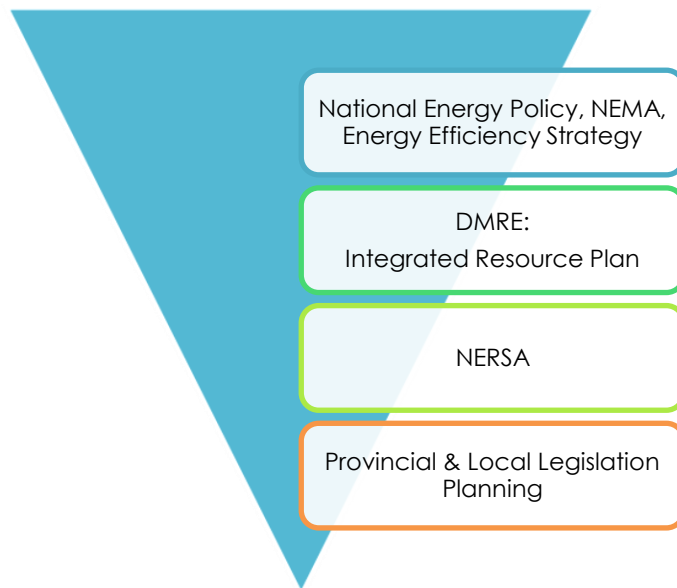 National Energy Policy, NEMA,
Energy Efficiency Strategy
DMRE:
Integrated Resource Plan
NERSA
Provincial & Local Legislation
Planning